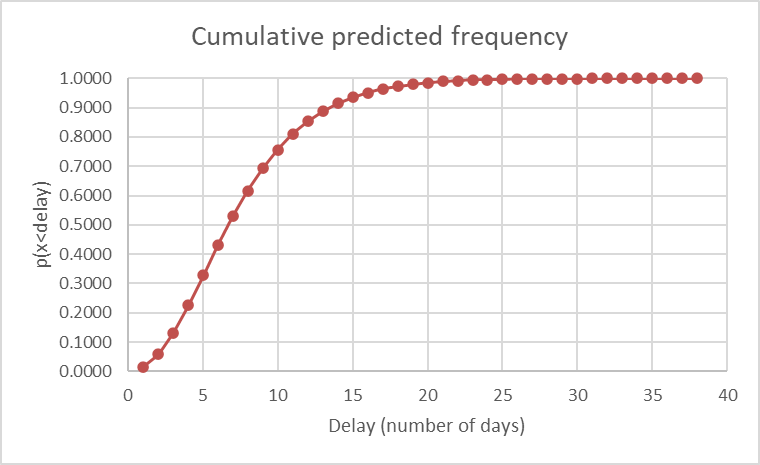 Cumulative predicted frequency
1.0000
0.9000
0.8000
0.7000
0.6000
0.5000
0.4000
0.3000
0.2000
0.1000
0.0000
p(x<delay)
0 5 10 15 20 25 30 35 40
Delay (number of days)